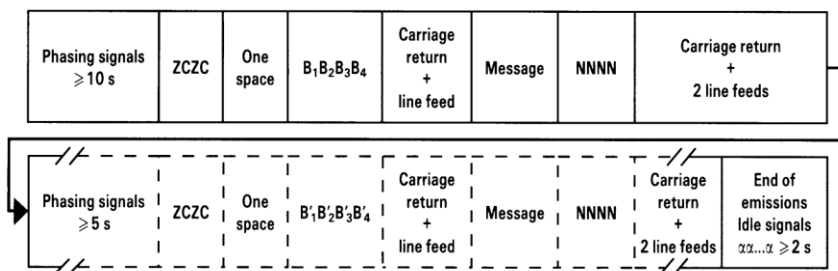 Phasing signals
⩾10 s
ZCZC
One
space
B₁B₂B₃B₄
Carriage
return
+
line feed
Message
NNNN
Carriage return
+
2 line feeds
Phasing signals
⩾5 s
ZCZC
One
space
B′₁B′₂B′₃B′₄
Carriage
return
+
line feed
Message
NNNN
Carriage
return
+
2 line feeds
End of
emissions
Idle signals
αα...α ⩾2 s